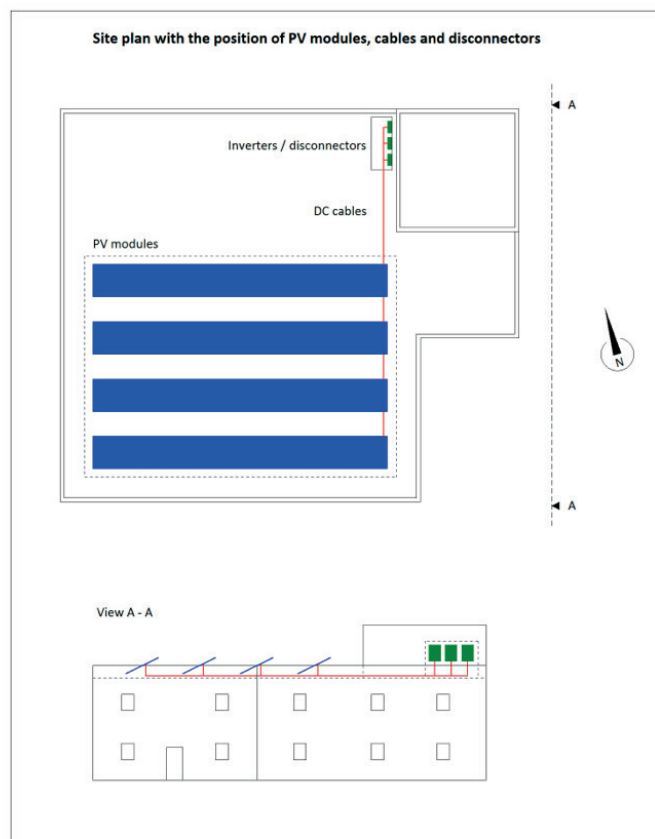 Site plan with the position of PV modules, cables and disconnectors
A
Inverters / disconnectors
DC cables
PV modules
N
A
View A - A